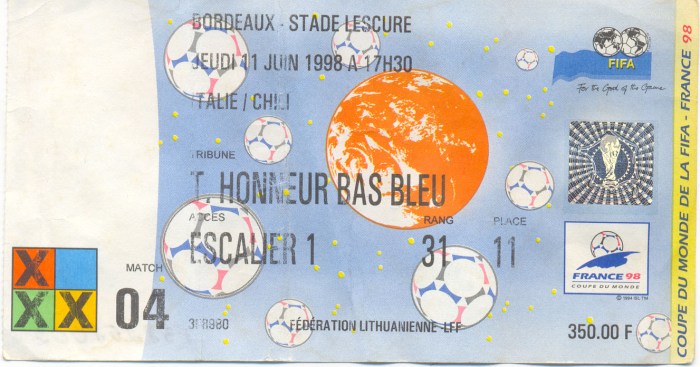 BORDEAUX - STADE LESCURE
JEUDI 11 JUIN 1998 A 17H30
ITALIE / CHILI
TRIBUNE
T. HONNEUR BAS BLEU
ACCÈS RANG PLACE
ESCALIER 1 31 11
MATCH
04
FÉDÉRATION LITHUANIENNE LFF
350.00 F
FIFA
For the Good of the Game
FRANCE 98
COUPE DU MONDE
X
X X
COUPE DU MONDE DE LA FIFA - FRANCE 98